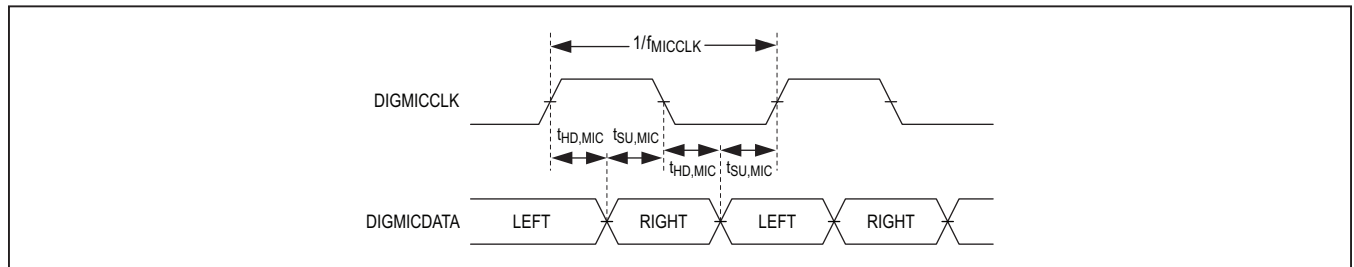 1/fMICCLK
DIGMICCLK
tHD,MIC tSU,MIC
tHD,MIC tSU,MIC
DIGMICDATA LEFT RIGHT LEFT RIGHT